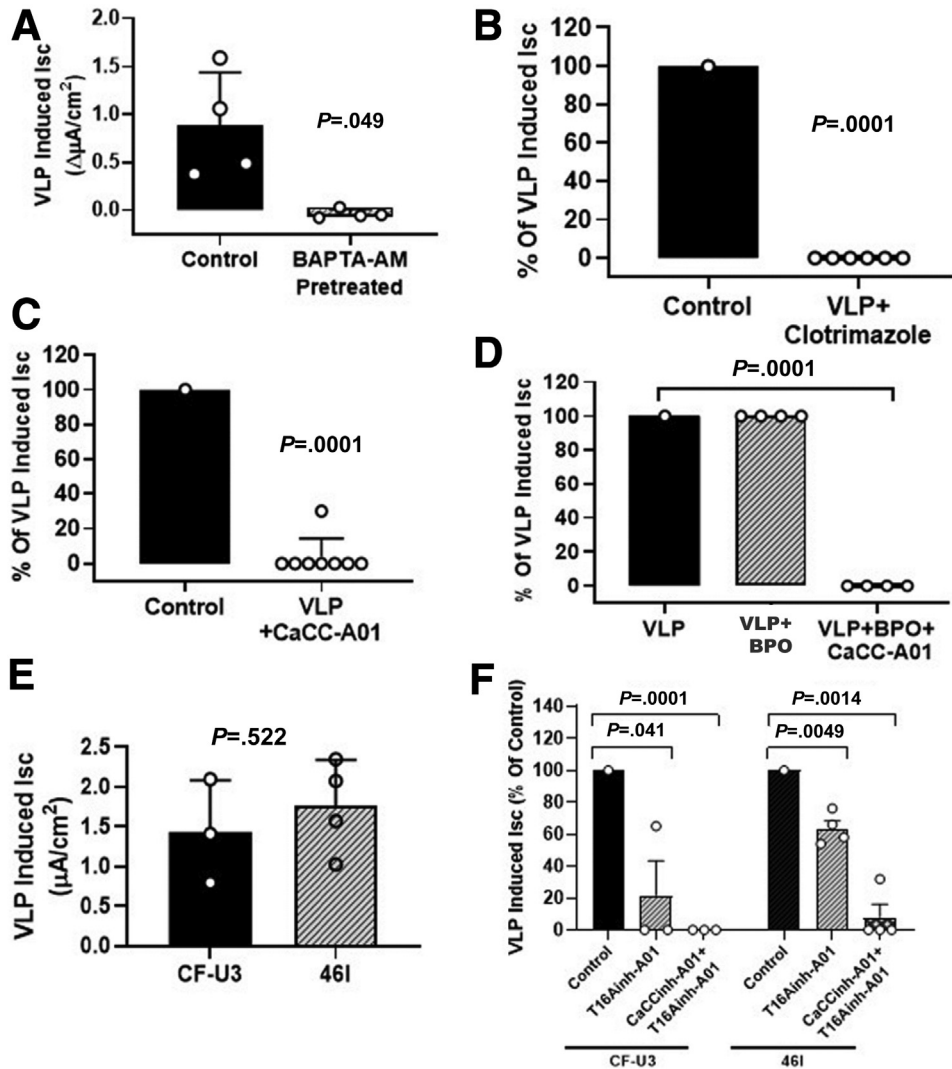 A
VLP Induced Isc
(ΔµA/cm²)
2.0
1.5
1.0
0.5
0.0
P=.049
Control
BAPTA-AM
Pretreated
B
% Of VLP Induced Isc
120
100
80
60
40
20
0
P=.0001
Control
VLP+
Clotrimazole
C
% Of VLP Induced Isc
120
100
80
60
40
20
0
P=.0001
Control
VLP
+CaCC-A01
D
% Of VLP Induced Isc
120
100
80
60
40
20
0
P=.0001
VLP
VLP+
BPO
VLP+BPO+
CaCC-A01
E
VLP Induced Isc
(µA/cm²)
2.5
2.0
1.5
1.0
0.5
0.0
P=.522
CF-U3
46I
F
VLP Induced Isc (% Of Control)
140
120
100
80
60
40
20
0
P=.0001
P=.041
P=.0014
P=.0049
Control
T16Ainh-A01
CaCCinh-A01+
T16Ainh-A01
Control
T16Ainh-A01
CaCCinh-A01+
T16Ainh-A01
CF-U3
46I